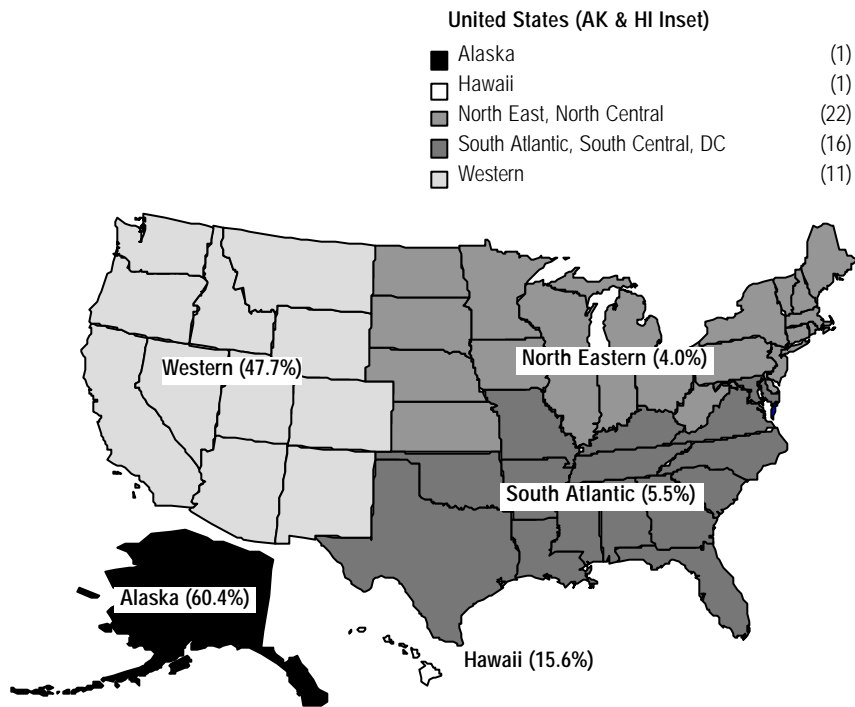 United States (AK & HI Inset)
Alaska (1)
Hawaii (1)
North East, North Central (22)
South Atlantic, South Central, DC (16)
Western (11)
Western (47.7%)
North Eastern (4.0%)
South Atlantic (5.5%)
Alaska (60.4%)
Hawaii (15.6%)